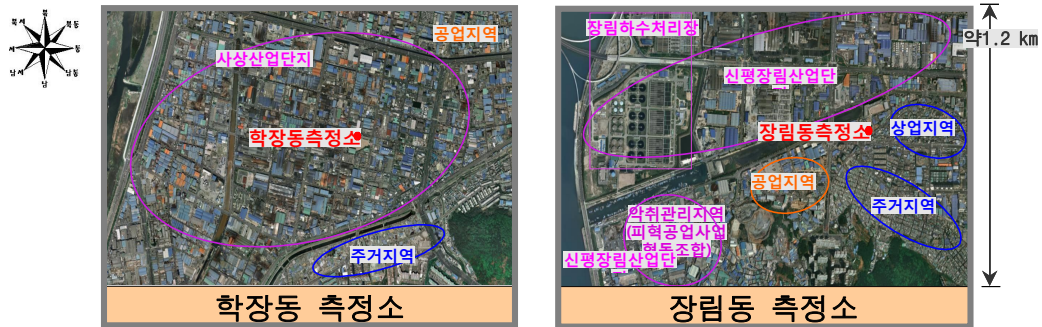 북
북서
북동
서
동
남서
남동
남
공업지역
사상산업단지
학장동측정소
주거지역
학장동 측정소
장림하수처리장
신평장림산업단
장림동측정소
상업지역
공업지역
주거지역
악취관리지역
(피혁공업사업
협동조합)
신평장림산업단
장림동 측정소
약1.2 km